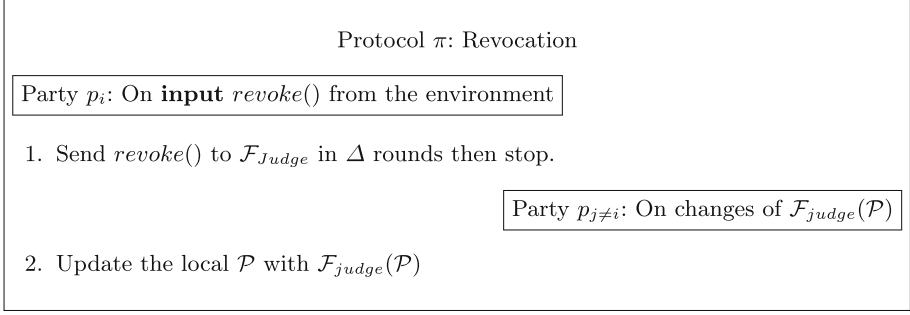 Protocol π: Revocation
Party p_i: On input revoke() from the environment
1. Send revoke() to F_Judge in Δ rounds then stop.
Party p_{j≠i}: On changes of F_judge(P)
2. Update the local P with F_judge(P)